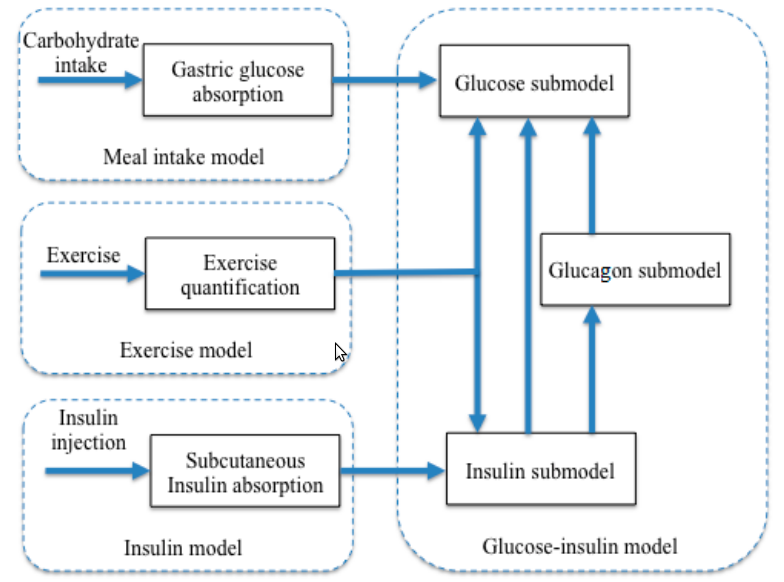 Carbohydrate
intake
Gastric glucose
absorption
Meal intake model
Glucose submodel
Exercise
Exercise
quantification
Exercise model
Glucagon submodel
Insulin
injection
Subcutaneous
Insulin absorption
Insulin model
Insulin submodel
Glucose-insulin model